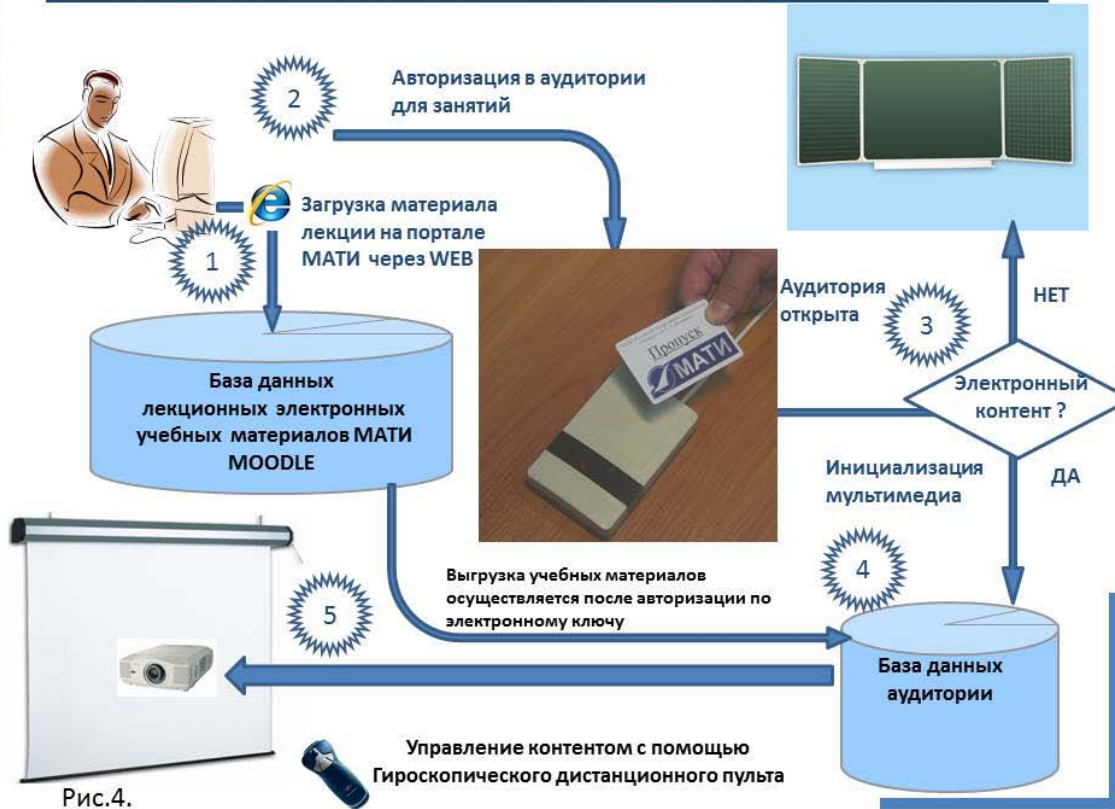 2
Авторизация в аудитории
для занятий
1
Загрузка материала
лекции на портале
МАТИ через WEB
База данных
лекционных электронных
учебных материалов МАТИ
MOODLE
Пропуск
МАТИ
Аудитория
открыта
3
НЕТ
Электронный
контент ?
ДА
Инициализация
мультимедиа
4
Выгрузка учебных материалов
осуществляется после авторизации по
электронному ключу
5
База данных
аудитории
Управление контентом с помощью
Гироскопического дистанционного пульта
Рис.4.